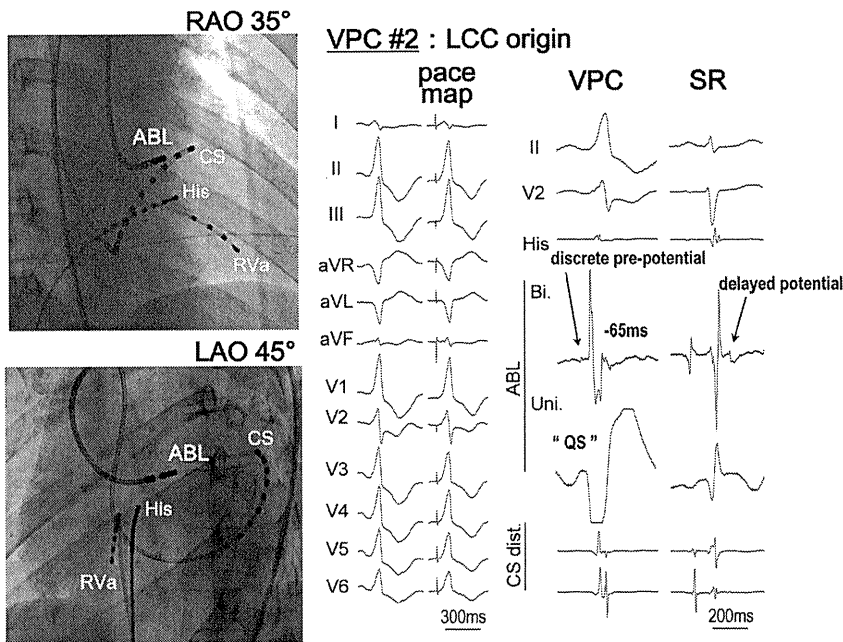 RAO 35°
ABL
CS
His
RVa
LAO 45°
CS
ABL
His
RVa
VPC #2 : LCC origin
pace
map
I
II
III
aVR
aVL
aVF
V1
V2
V3
V4
V5
V6
300ms
VPC SR
II
V2
His
discrete pre-potential
Bi.
delayed potential
-65ms
ABL
Uni.
“ QS ”
CS dist.
200ms